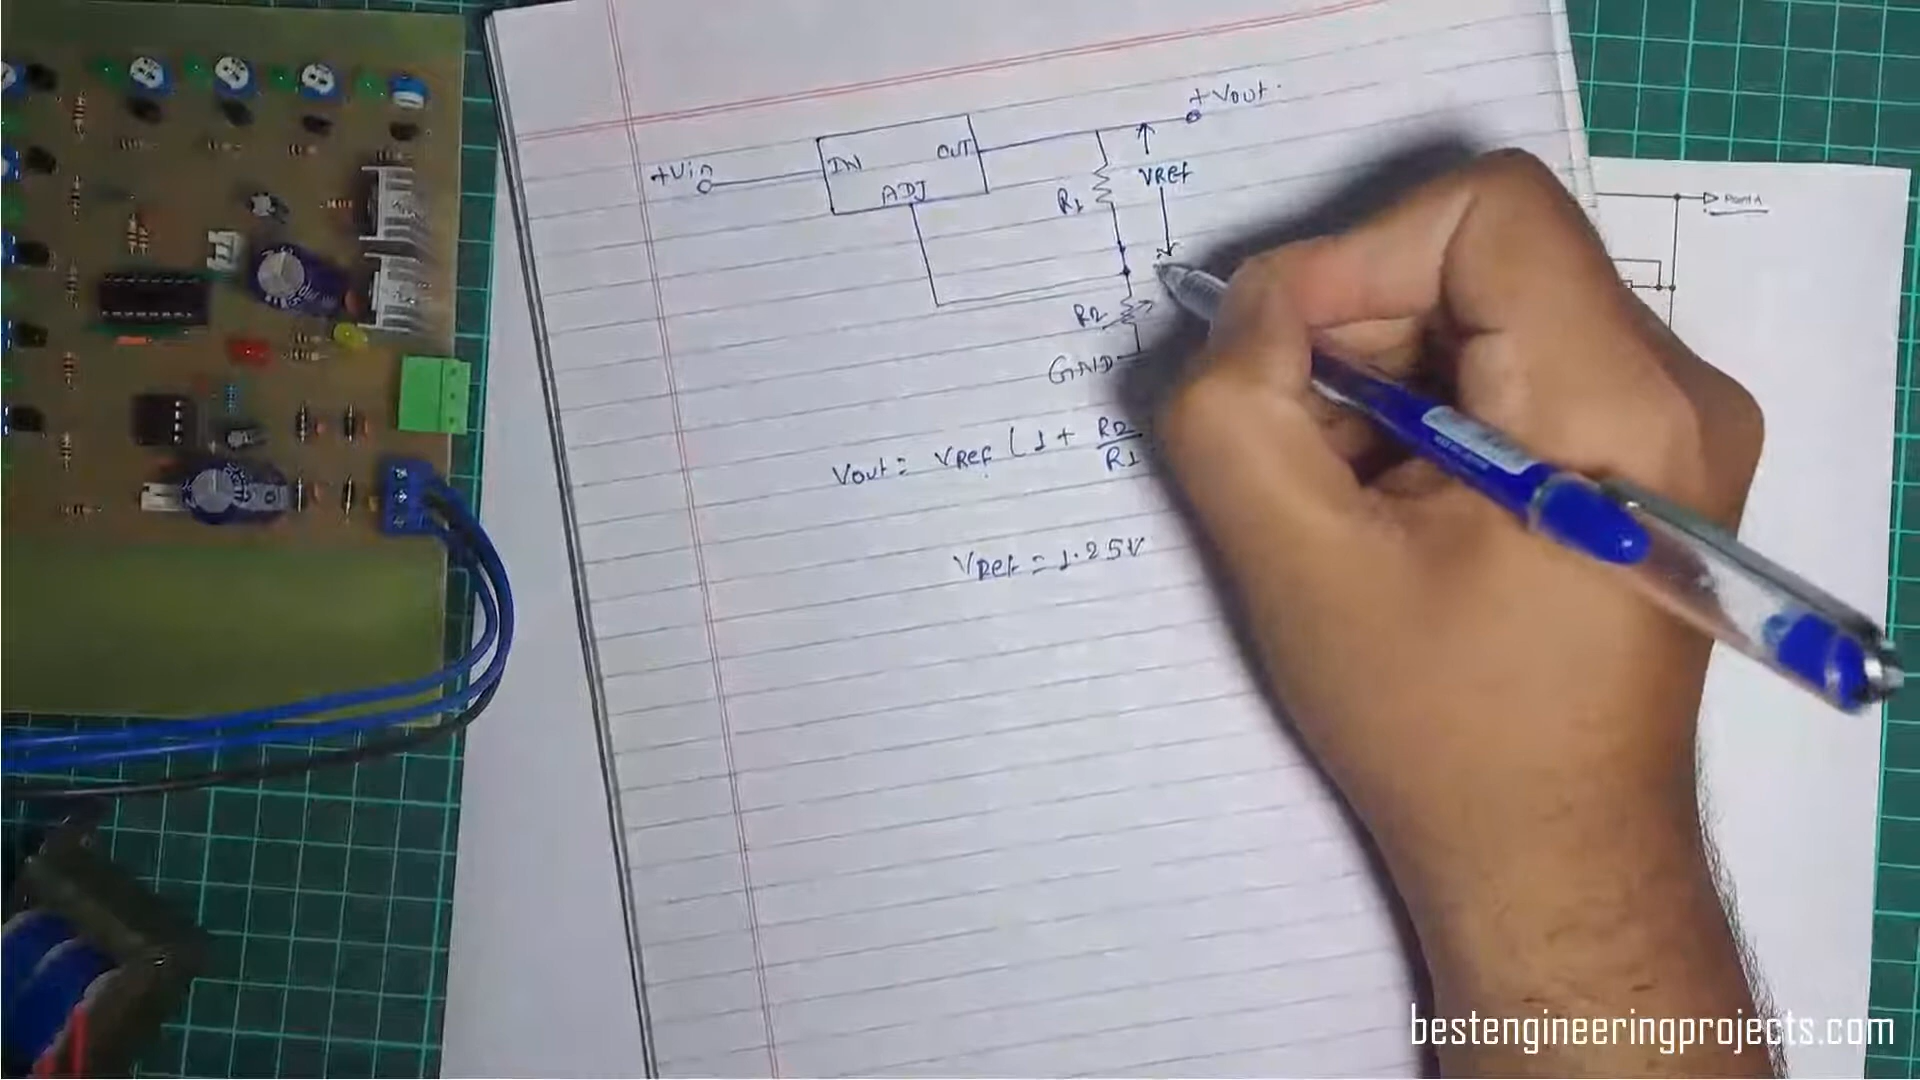 +Vout.
+Vin
IN
OUT
ADJ
R1
VRef
R2
GND
Vout = VRef (1 + R2/R1
VRef = 1.25V
Point A
bestengineeringprojects.com